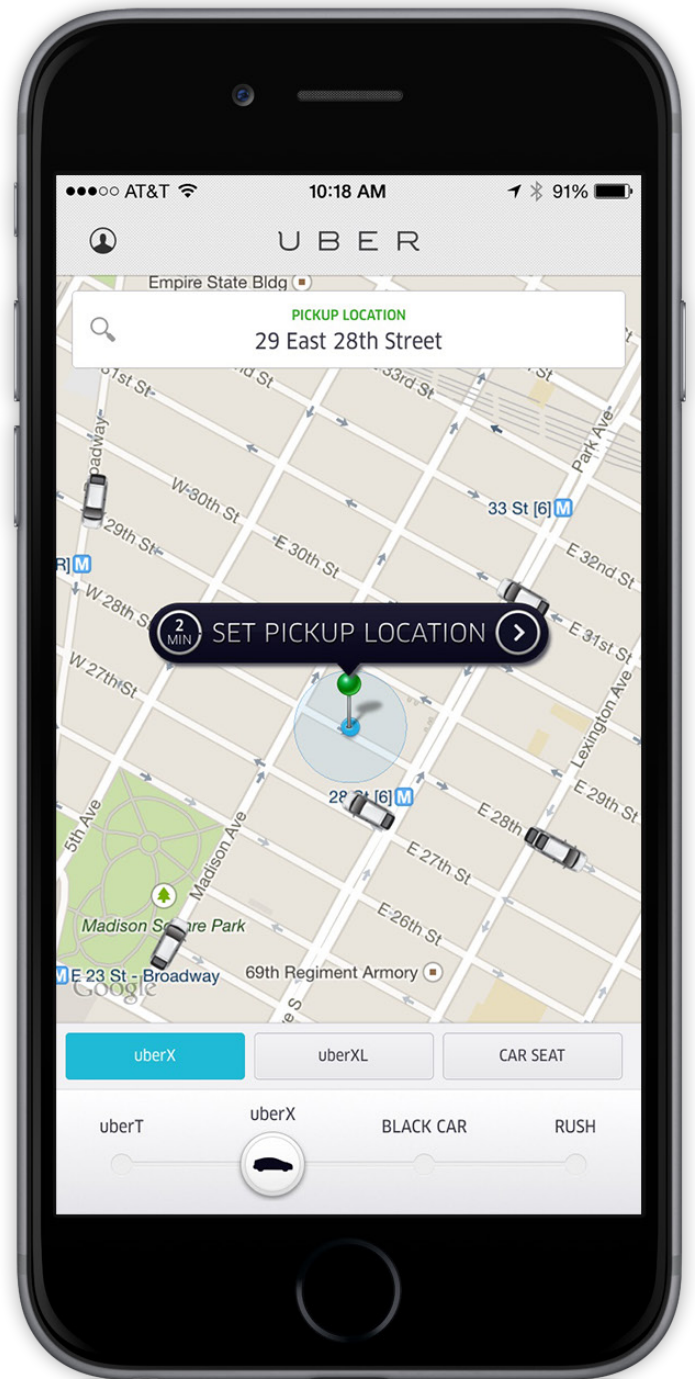 AT&T
10:18 AM
91%
UBER
Empire State Bldg
PICKUP LOCATION
29 East 28th Street
31st St
33rd St
Park Ave
W 30th St
33 St [6] M
29th St
E 30th St
E 32nd St
R] M
W 28th St
2 MIN
SET PICKUP LOCATION
E 31st St
W 27th St
Lexington Ave
28 St [6] M
E 29th St
5th Ave
Madison Ave
E 28th
E 27th St
Madison Square Park
E 26th St
M E 23 St - Broadway
69th Regiment Armory
Google
uberX
uberXL
CAR SEAT
uberT
uberX
BLACK CAR
RUSH